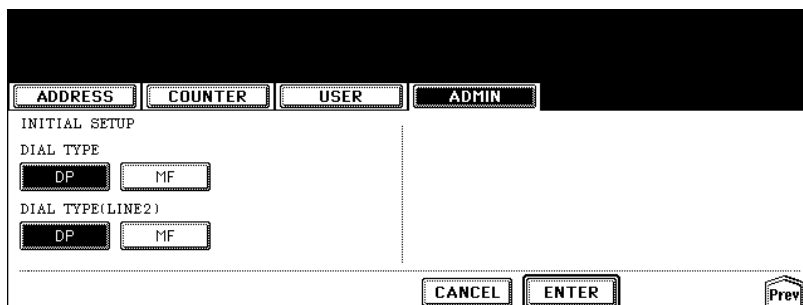 ADDRESS COUNTER USER ADMIN
INITIAL SETUP
DIAL TYPE
DP MF
DIAL TYPE(LINE2)
DP MF
CANCEL ENTER Prev